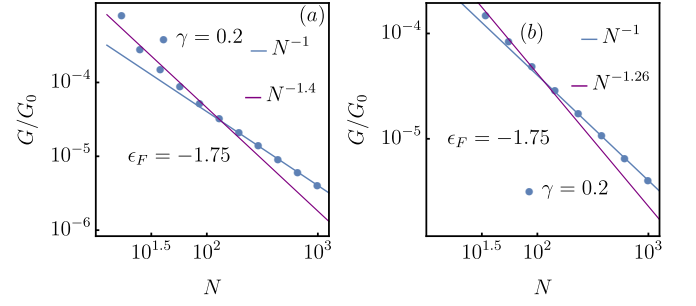 (a)
γ = 0.2
N^{-1}
N^{-1.4}
ϵ_F = −1.75
G/G_0
10^{-4}
10^{-5}
10^{-6}
10^{1.5}
10^2
10^3
N
(b)
N^{-1}
N^{-1.26}
ϵ_F = −1.75
γ = 0.2
G/G_0
10^{-4}
10^{-5}
10^{1.5}
10^2
10^3
N